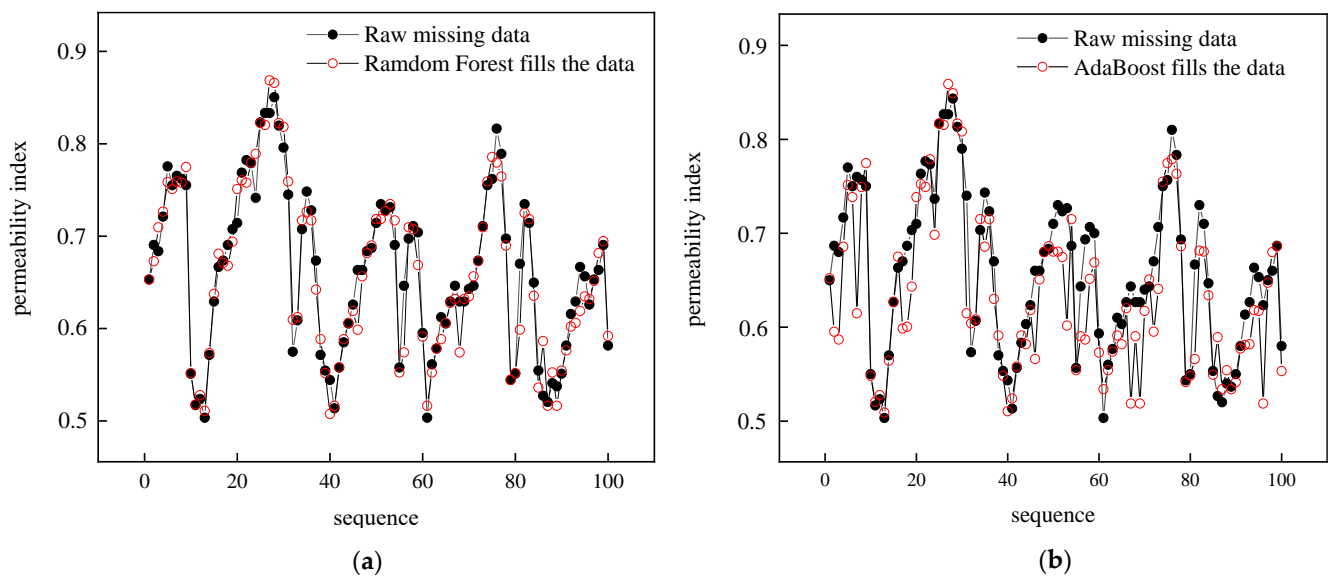 Raw missing data
Ramdom Forest fills the data
0.9
0.8
0.7
0.6
0.5
permeability index
0
20
40
60
80
100
sequence
(a)
Raw missing data
AdaBoost fills the data
0.9
0.8
0.7
0.6
0.5
permeability index
0
20
40
60
80
100
sequence
(b)